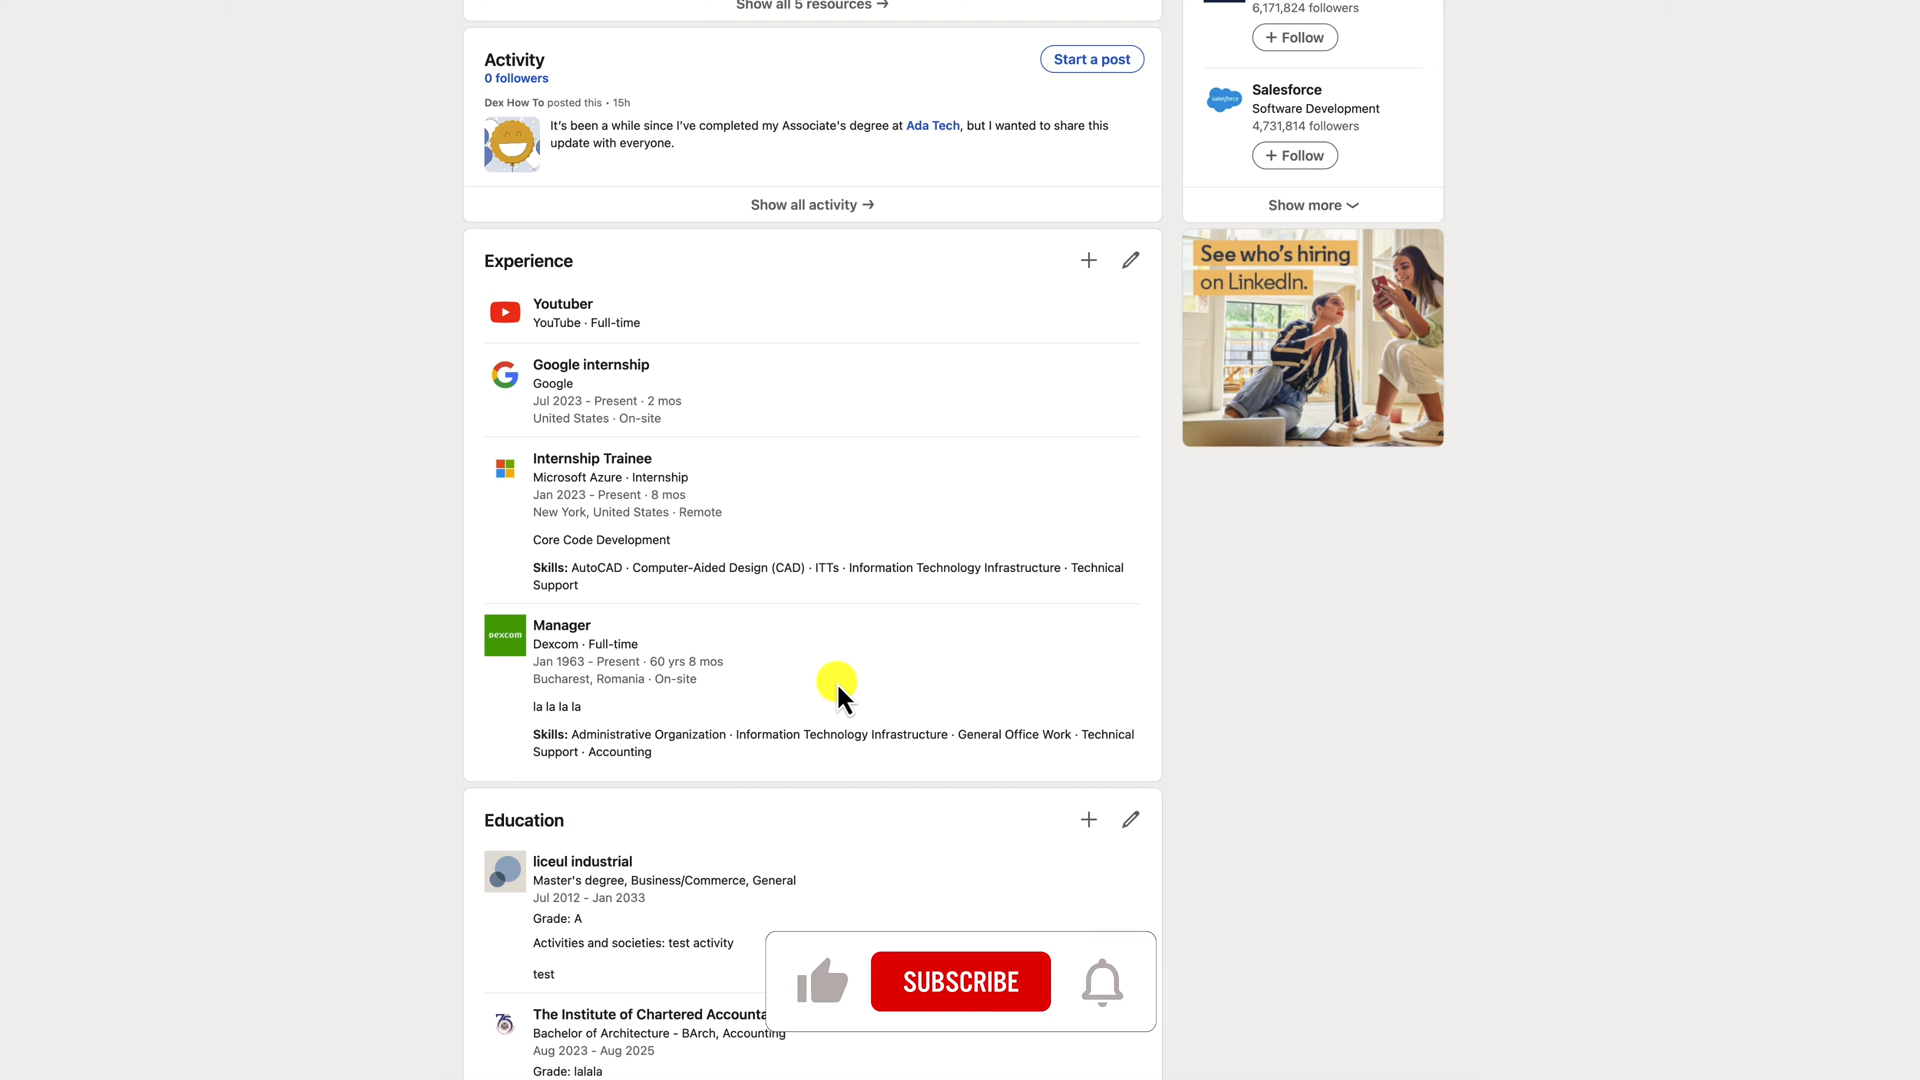 Show all 5 resources →
Activity
Start a post
0 followers
Dex How To posted this • 15h
It's been a while since I've completed my Associate's degree at Ada Tech, but I wanted to share this
update with everyone.
Show all activity →
Experience
Youtuber
YouTube · Full-time
Google internship
Google
Jul 2023 - Present · 2 mos
United States · On-site
Internship Trainee
Microsoft Azure · Internship
Jan 2023 - Present · 8 mos
New York, United States · Remote
Core Code Development
Skills: AutoCAD · Computer-Aided Design (CAD) · ITTs · Information Technology Infrastructure · Technical
Support
Dexcom
Manager
Dexcom · Full-time
Jan 1963 - Present · 60 yrs 8 mos
Bucharest, Romania · On-site
la la la la
Skills: Administrative Organization · Information Technology Infrastructure · General Office Work · Technical
Support · Accounting
Education
liceul industrial
Master's degree, Business/Commerce, General
Jul 2012 - Jan 2033
Grade: A
Activities and societies: test activity
test
75
The Institute of Chartered Accounta
Bachelor of Architecture - BArch, Accounting
Aug 2023 - Aug 2025
Grade: lalala
SUBSCRIBE
6,171,824 followers
+ Follow
salesforce
Salesforce
Software Development
4,731,814 followers
+ Follow
Show more
See who's hiring
on LinkedIn.